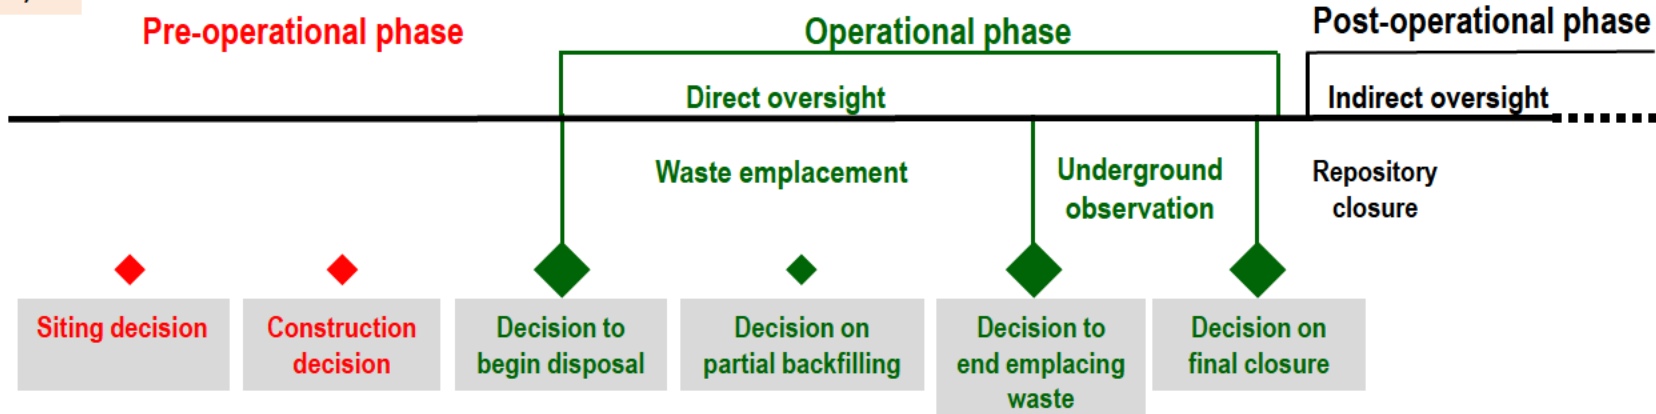 Pre-operational phase
Operational phase
Post-operational phase
Direct oversight
Indirect oversight
Waste emplacement
Underground
observation
Repository
closure
Siting decision
Construction
decision
Decision to
begin disposal
Decision on
partial backfilling
Decision to
end emplacing
waste
Decision on
final closure